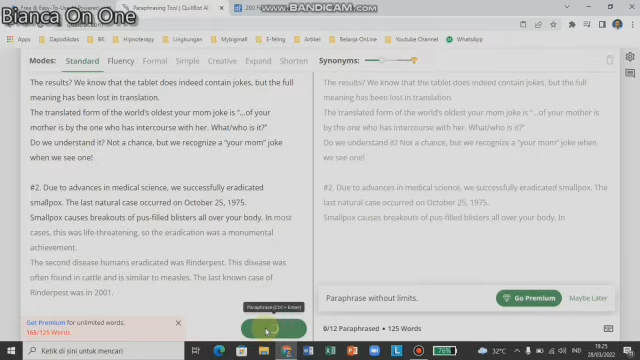 Bianca On One
Free & Easy-To-Use AI Powered
Paraphrasing Tool | QuillBot AI
200 N
WWW.BANDICAM.COM
Apps
Dapodikdas
BK
Hipnoterapy
Lingkungan
MySignmail
E-feling
Artikel
Belanja OnLine
Youtube Channel
WhatsApp
Modes: Standard Fluency Formal Simple Creative Expand Shorten
Synonyms:
The results? We know that the tablet does indeed contain jokes, but the full
meaning has been lost in translation.
The translated form of the world's oldest your mom joke is "...of your
mother is by the one who has intercourse with her. What/who is it?"
Do we understand it? Not a chance, but we recognize a "your mom" joke
when we see one!
#2. Due to advances in medical science, we successfully eradicated
smallpox. The last natural case occurred on October 25, 1975.
Smallpox causes breakouts of pus-filled blisters all over your body. In most
cases, this was life-threatening, so the eradication was a monumental
achievement.
The second disease humans eradicated was Rinderpest. This disease was
often found in cattle and is similar to measles. The last known case of
Rinderpest was in 2001.
The results? We know that the tablet does indeed contain jokes, but the full
meaning has been lost in translation.
The translated form of the world's oldest your mom joke is "...of your
mother is by the one who has intercourse with her. What/who is it?"
Do we understand it? Not a chance, but we recognize a "your mom" joke
when we see one!
#2. Due to advances in medical science, we successfully eradicated
smallpox. The last natural case occurred on October 25, 1975.
Smallpox causes breakouts of pus-filled blisters all over your body. In
Paraphrase (Ctrl + Enter)
Get Premium for unlimited words.
165/125 Words
Paraphrase without limits.
Go Premium
Maybe Later
0/12 Paraphrased • 125 Words
Ketik di sini untuk mencari
76%
32°C
IND
19.25
28/03/2022